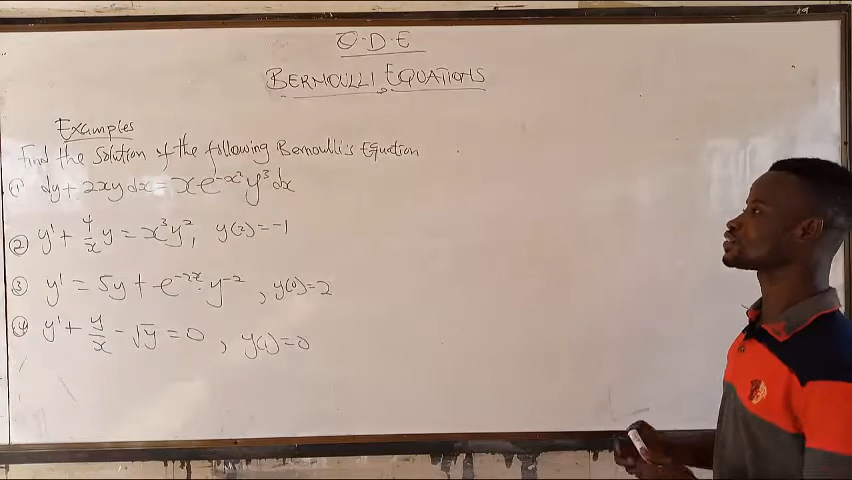 O.D.E
BERNOULLI EQUATIONS
Examples
Find the Solution of the following Bernoulli's Equation
① dy + 2xy dx = x e^{-x²} y³ dx
② y' + 4/x y = x³y², y(2) = -1
③ y' = 5y + e^{-2x} y^{-2}, y(0) = 2
④ y' + y/x - √y = 0, y(1) = 0